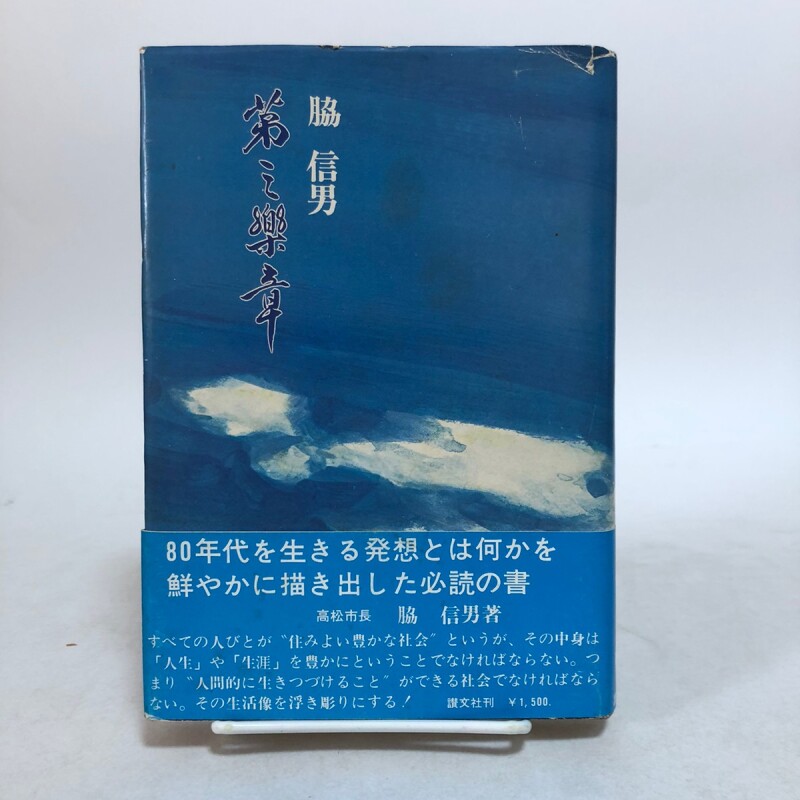 脇 信男
第三樂章
80年代を生きる発想とは何かを
鮮やかに描き出した必読の書
高松市長 脇 信男著
すべての人びとが〝住みよい豊かな社会〟というが、その中身は
「人生」や「生涯」を豊かにということでなければならない。つ
まり〝人間的に生きつづけること〟ができる社会でなければなら
ない。その生活像を浮き彫りにする！ 讃文社刊 ￥1,500.